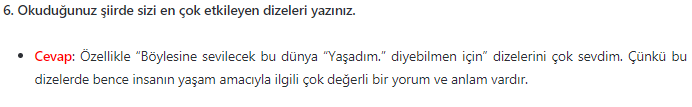 6. Okuduğunuz şiirde sizi en çok etkileyen dizeleri yazınız.
• Cevap: Özellikle “Böylesine sevilecek bu dünya “Yaşadım.” diyebilmen için” dizelerini çok sevdim. Çünkü bu
dizelerde bence insanın yaşam amacıyla ilgili çok değerli bir yorum ve anlam vardır.